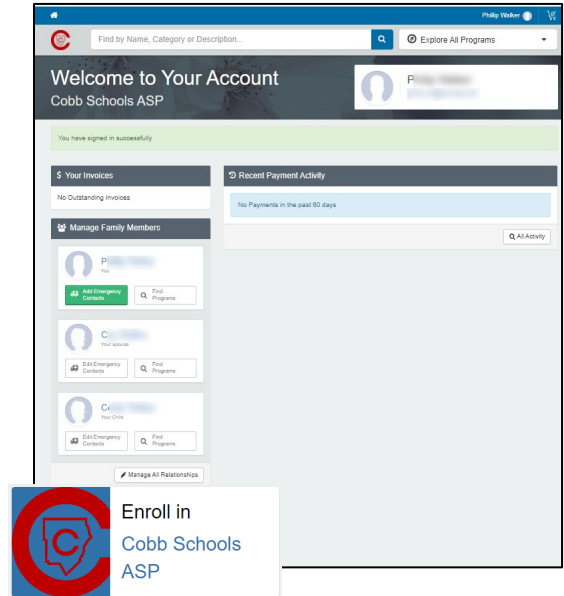 Phillip Walker
Find by Name, Category or Description...
Explore All Programs
Welcome to Your Account
Cobb Schools ASP
P
You have signed in successfully
$ Your Invoices
No Outstanding Invoices
Recent Payment Activity
No Payments in the past 60 days
All Activity
Manage Family Members
P
You
Add Emergency
Contacts
Find
Programs
C
Your Spouse
Edit Emergency
Contacts
Find
Programs
Your Child
Edit Emergency
Contacts
Find
Programs
Manage All Relationships
C
Enroll in
Cobb Schools
ASP